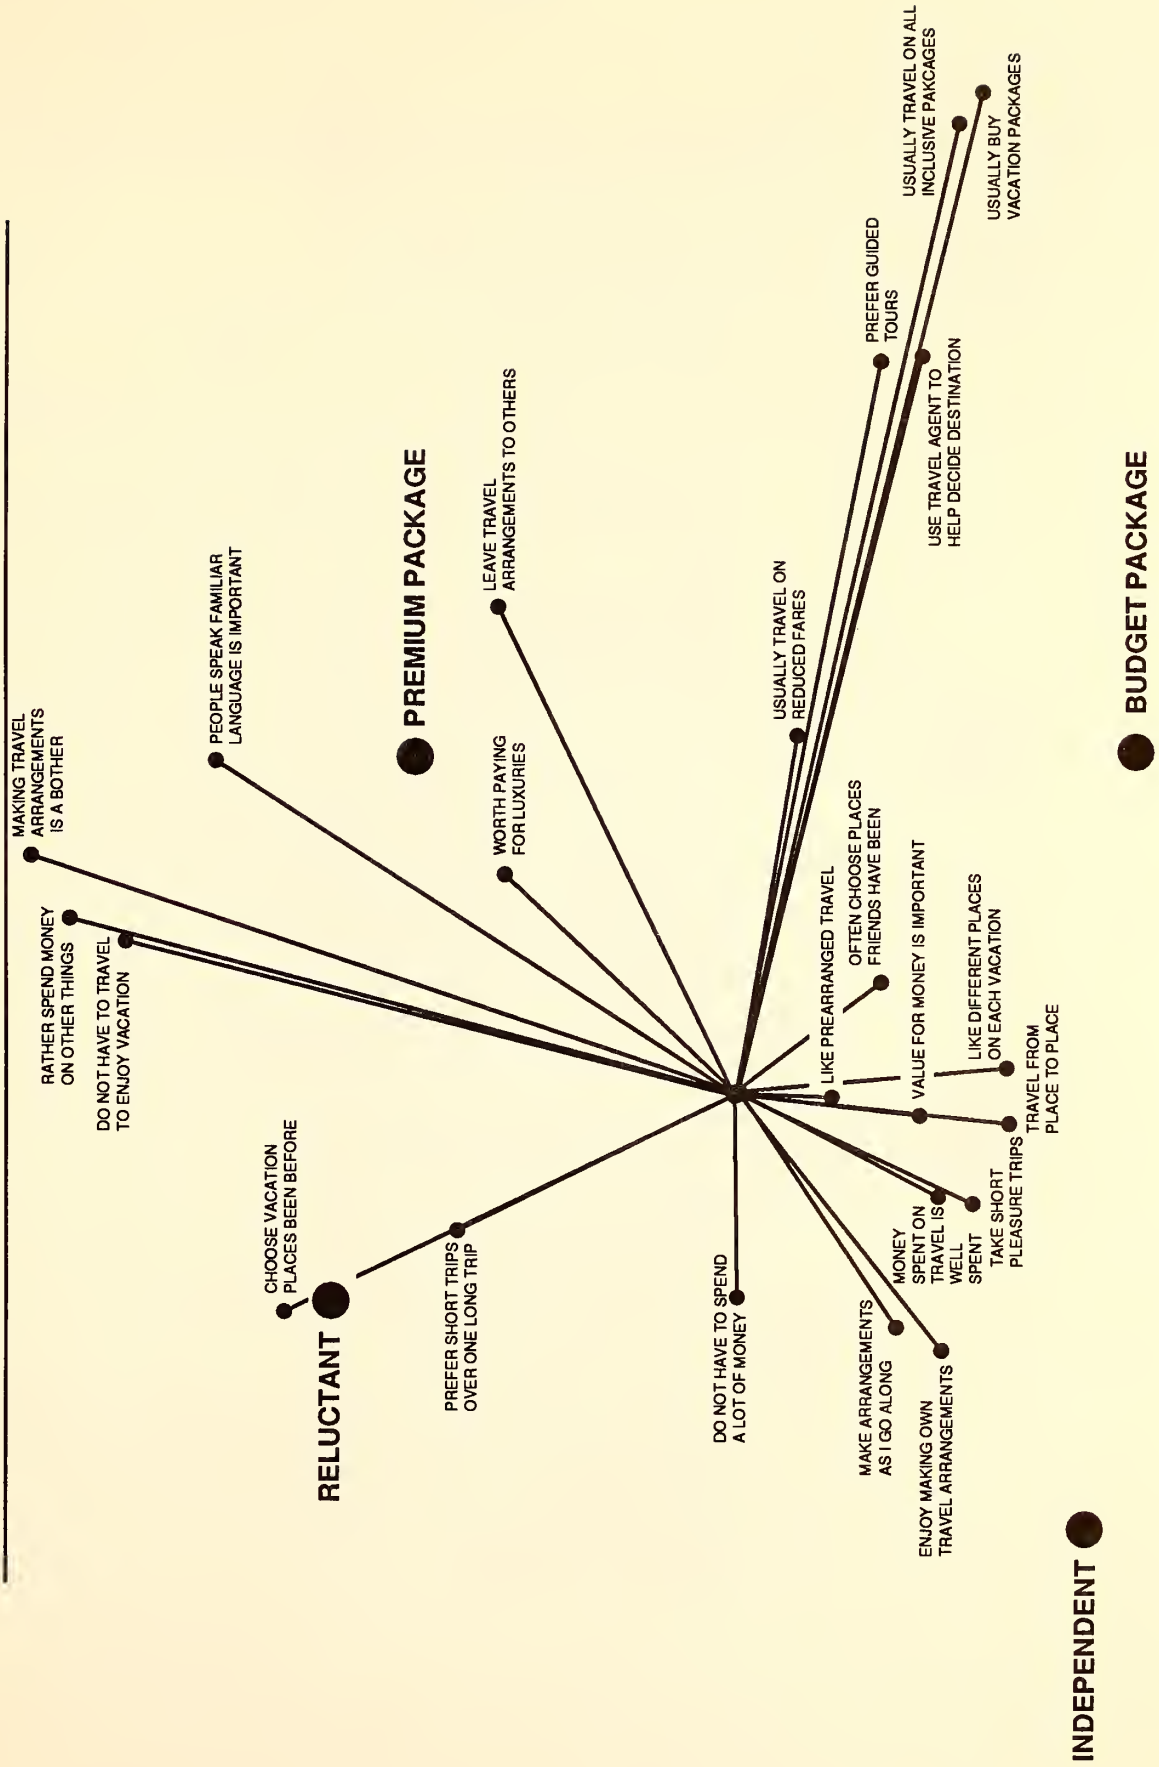 MAKING TRAVEL
ARRANGEMENTS
IS A BOTHER
RATHER SPEND MONEY
ON OTHER THINGS
DO NOT HAVE TO TRAVEL
TO ENJOY VACATION
PEOPLE SPEAK FAMILIAR
LANGUAGE IS IMPORTANT
CHOOSE VACATION
PLACES BEEN BEFORE
RELUCTANT
PREMIUM PACKAGE
PREFER SHORT TRIPS
OVER ONE LONG TRIP
WORTH PAYING
FOR LUXURIES
LEAVE TRAVEL
ARRANGEMENTS TO OTHERS
DO NOT HAVE TO SPEND
A LOT OF MONEY
USUALLY TRAVEL ON
REDUCED FARES
LIKE PREARRANGED TRAVEL
OFTEN CHOOSE PLACES
FRIENDS HAVE BEEN
PREFER GUIDED
TOURS
USUALLY TRAVEL ON ALL
INCLUSIVE PAKCAGES
MAKE ARRANGEMENTS
AS I GO ALONG
MONEY
SPENT ON
TRAVEL IS
WELL
SPENT
VALUE FOR MONEY IS IMPORTANT
USE TRAVEL AGENT TO
HELP DECIDE DESTINATION
USUALLY BUY
VACATION PACKAGES
ENJOY MAKING OWN
TRAVEL ARRANGEMENTS
TAKE SHORT
PLEASURE TRIPS
LIKE DIFFERENT PLACES
ON EACH VACATION
TRAVEL FROM
PLACE TO PLACE
INDEPENDENT
BUDGET PACKAGE